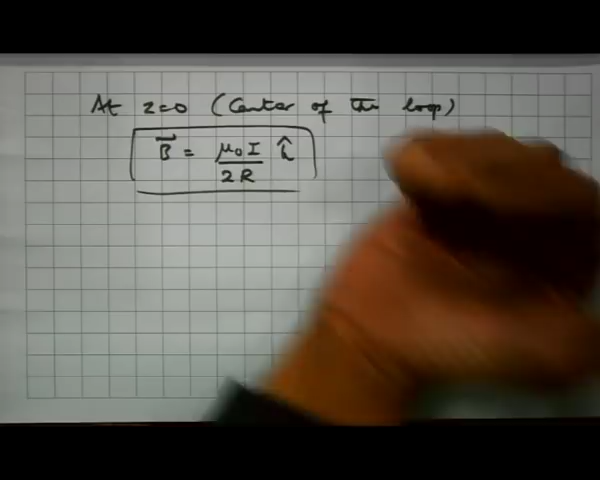 At z=0 (Center of the loop)
B⃗ = μ₀I / 2R k̂